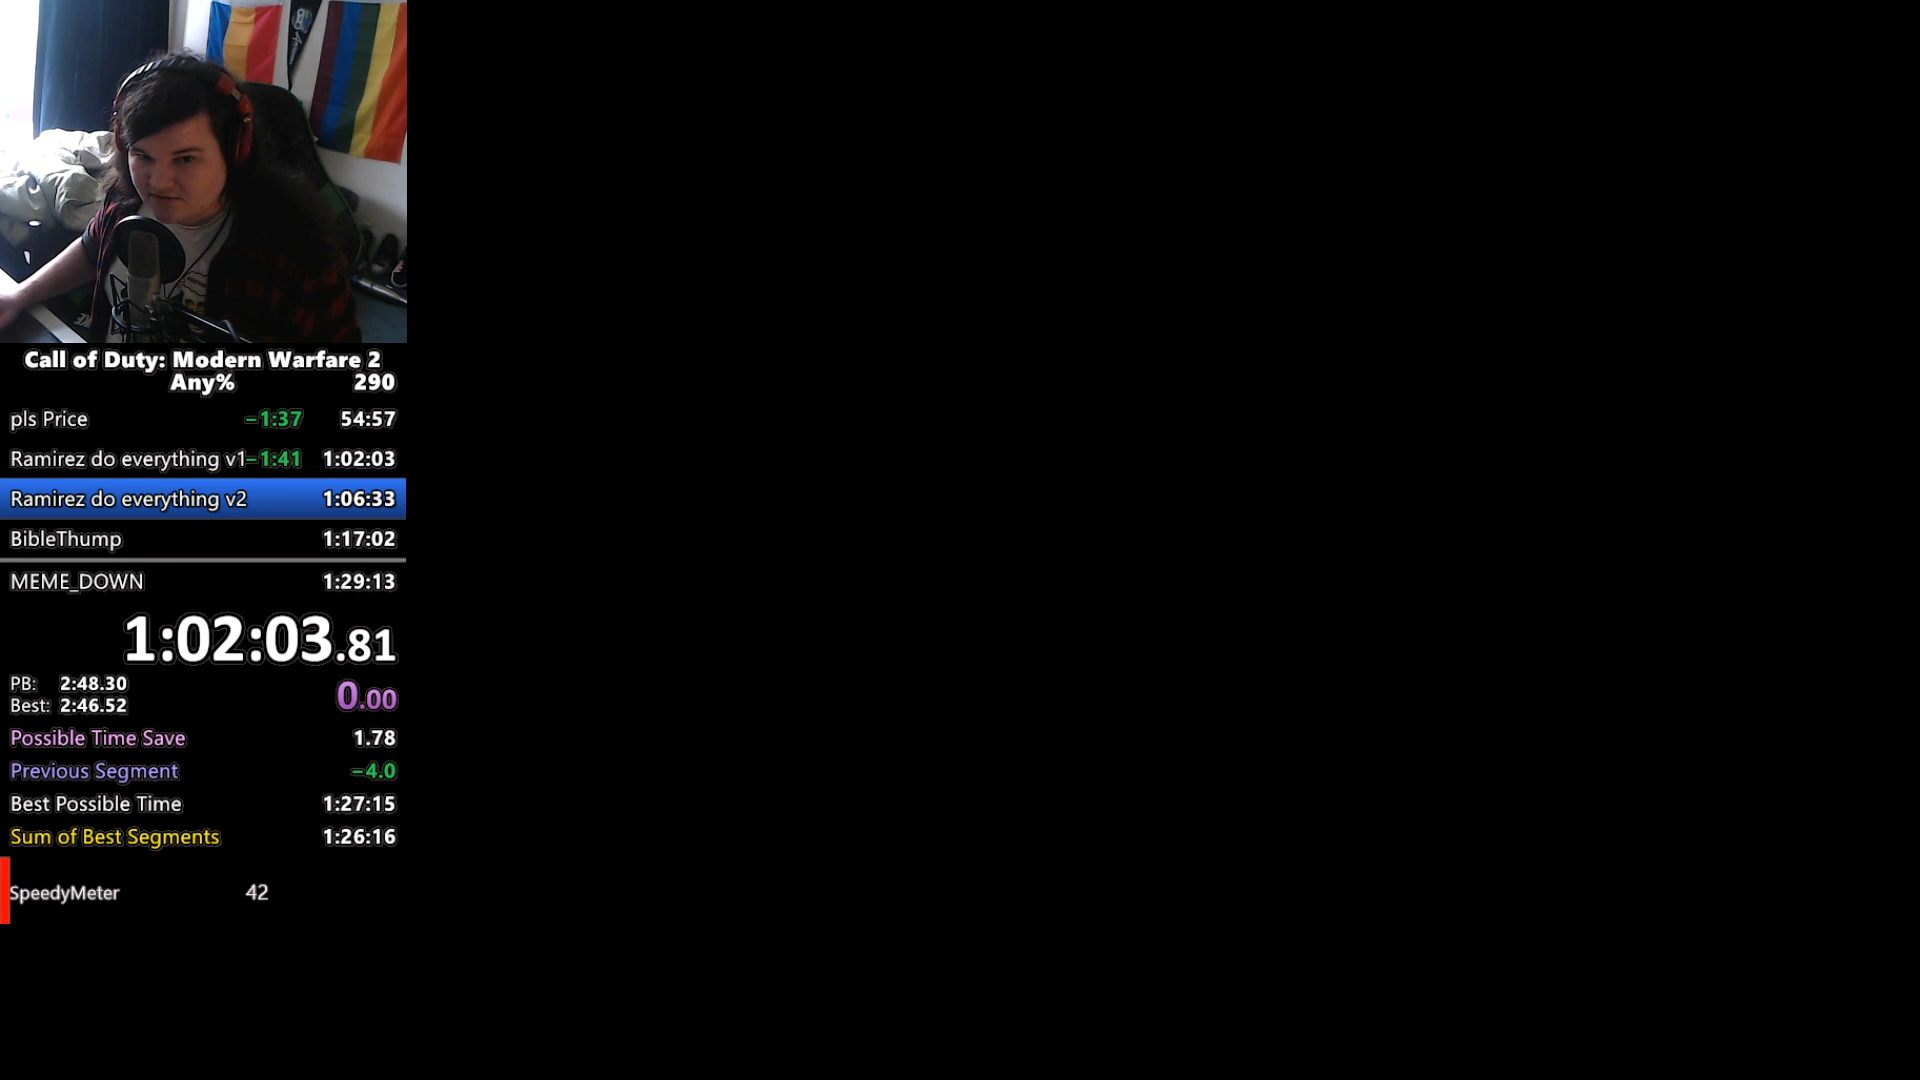 Call of Duty: Modern Warfare 2
Any% 290
pls Price −1:37 54:57
Ramirez do everything v1 −1:41 1:02:03
Ramirez do everything v2 1:06:33
BibleThump 1:17:02
MEME_DOWN 1:29:13
1:02:03.81
PB: 2:48.30
Best: 2:46.52
0.00
Possible Time Save 1.78
Previous Segment −4.0
Best Possible Time 1:27:15
Sum of Best Segments 1:26:16
SpeedyMeter 42